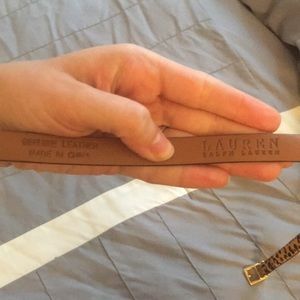 GENUINE LEATHER
MADE IN CHINA
LAUREN
RALPH LAUREN